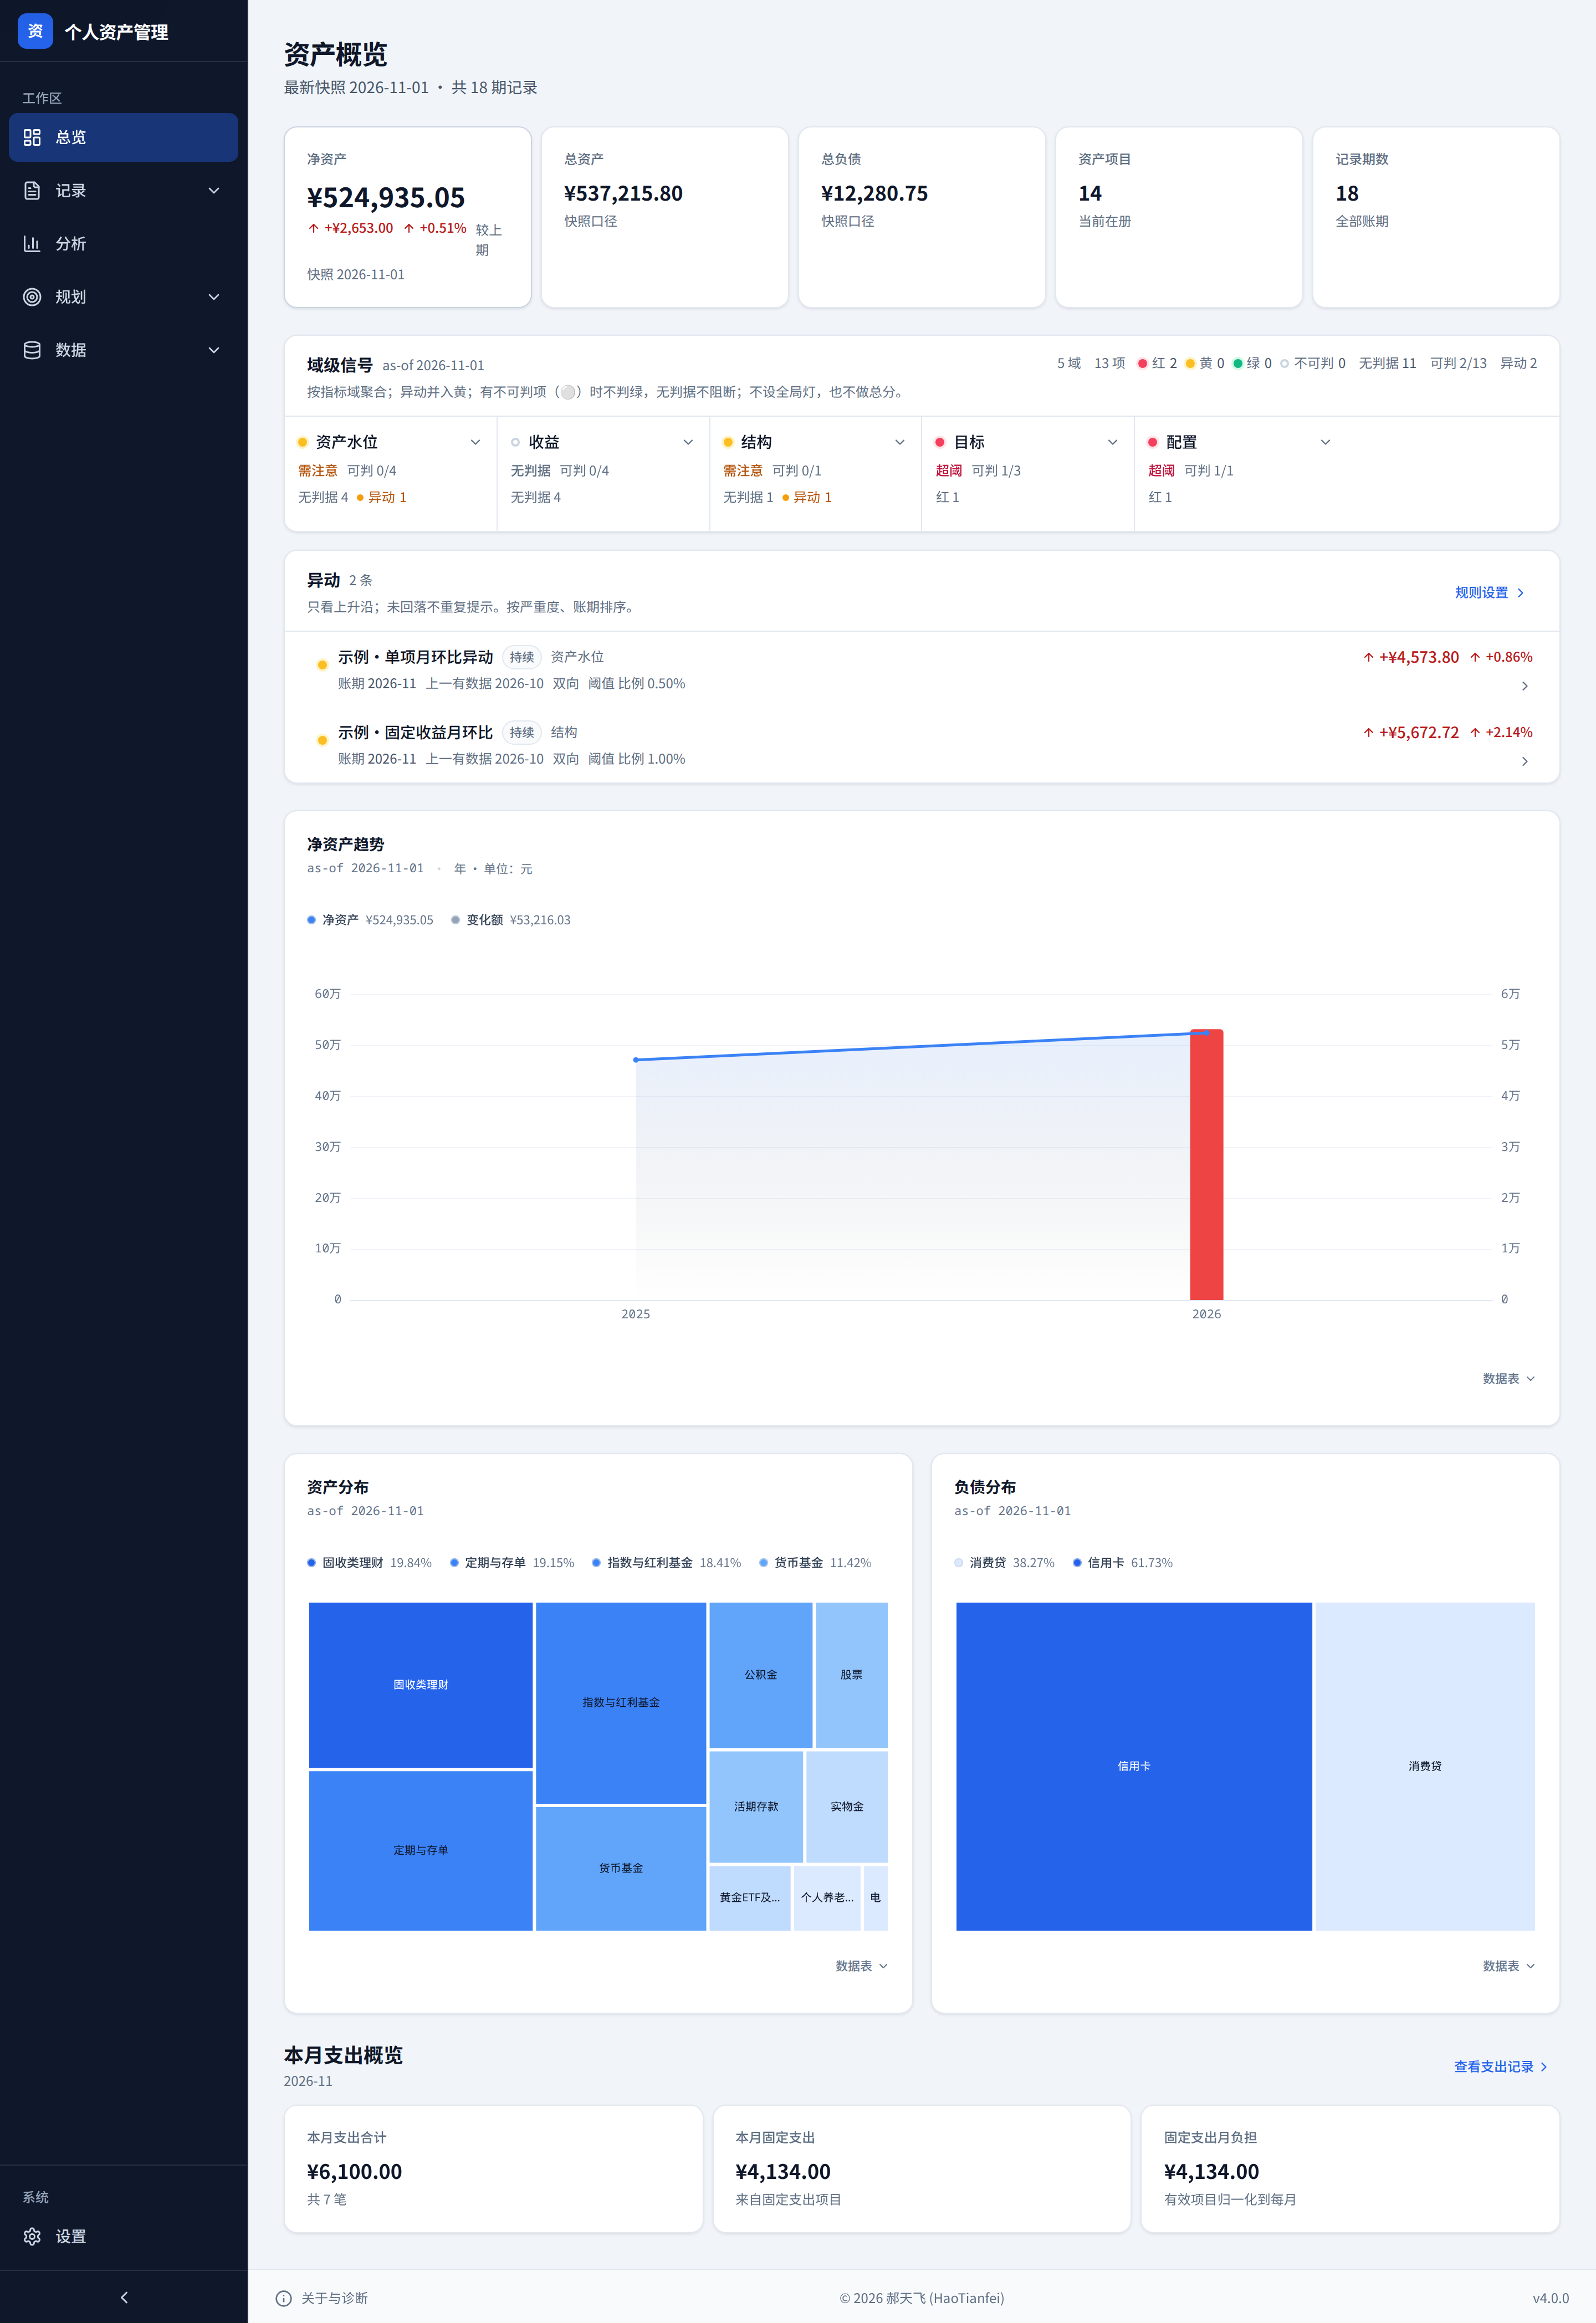 资 个人资产管理
工作区
总览
记录
分析
规划
数据
系统
设置
资产概览
最新快照 2026-11-01 • 共 18 期记录
净资产
¥524,935.05
↑ +¥2,653.00 ↑ +0.51% 较上期
快照 2026-11-01
总资产
¥537,215.80
快照口径
总负债
¥12,280.75
快照口径
资产项目
14
当前在册
记录期数
18
全部账期
域级信号 as-of 2026-11-01
5 域 13 项 红 2 黄 0 绿 0 不可判 0 无判据 11 可判 2/13 异动 2
按指标域聚合；异动并入黄；有不可判项（⚪）时不判绿，无判据不阻断；不设全局灯，也不做总分。
资产水位
需注意 可判 0/4
无判据 4 异动 1
收益
无判据 可判 0/4
无判据 4
结构
需注意 可判 0/1
无判据 1 异动 1
目标
超阈 可判 1/3
红 1
配置
超阈 可判 1/1
红 1
异动 2 条
只看上升沿；未回落不重复提示。按严重度、账期排序。
规则设置
示例・单项月环比异动 持续 资产水位
↑ +¥4,573.80 ↑ +0.86%
账期 2026-11 上一有数据 2026-10 双向 阈值 比例 0.50%
示例・固定收益月环比 持续 结构
↑ +¥5,672.72 ↑ +2.14%
账期 2026-11 上一有数据 2026-10 双向 阈值 比例 1.00%
净资产趋势
as-of 2026-11-01 · 年 • 单位：元
净资产 ¥524,935.05 变化额 ¥53,216.03
60万 6万
50万 5万
40万 4万
30万 3万
20万 2万
10万 1万
0 0
2025 2026
数据表
资产分布
as-of 2026-11-01
固收类理财 19.84% 定期与存单 19.15% 指数与红利基金 18.41% 货币基金 11.42%
固收类理财
定期与存单
指数与红利基金
货币基金
公积金
股票
活期存款
实物金
黄金ETF及...
个人养老...
电
数据表
负债分布
as-of 2026-11-01
消费贷 38.27% 信用卡 61.73%
信用卡
消费贷
数据表
本月支出概览
2026-11
查看支出记录
本月支出合计
¥6,100.00
共 7 笔
本月固定支出
¥4,134.00
来自固定支出项目
固定支出月负担
¥4,134.00
有效项目归一化到每月
关于与诊断
© 2026 郝天飞 (HaoTianfei)
v4.0.0